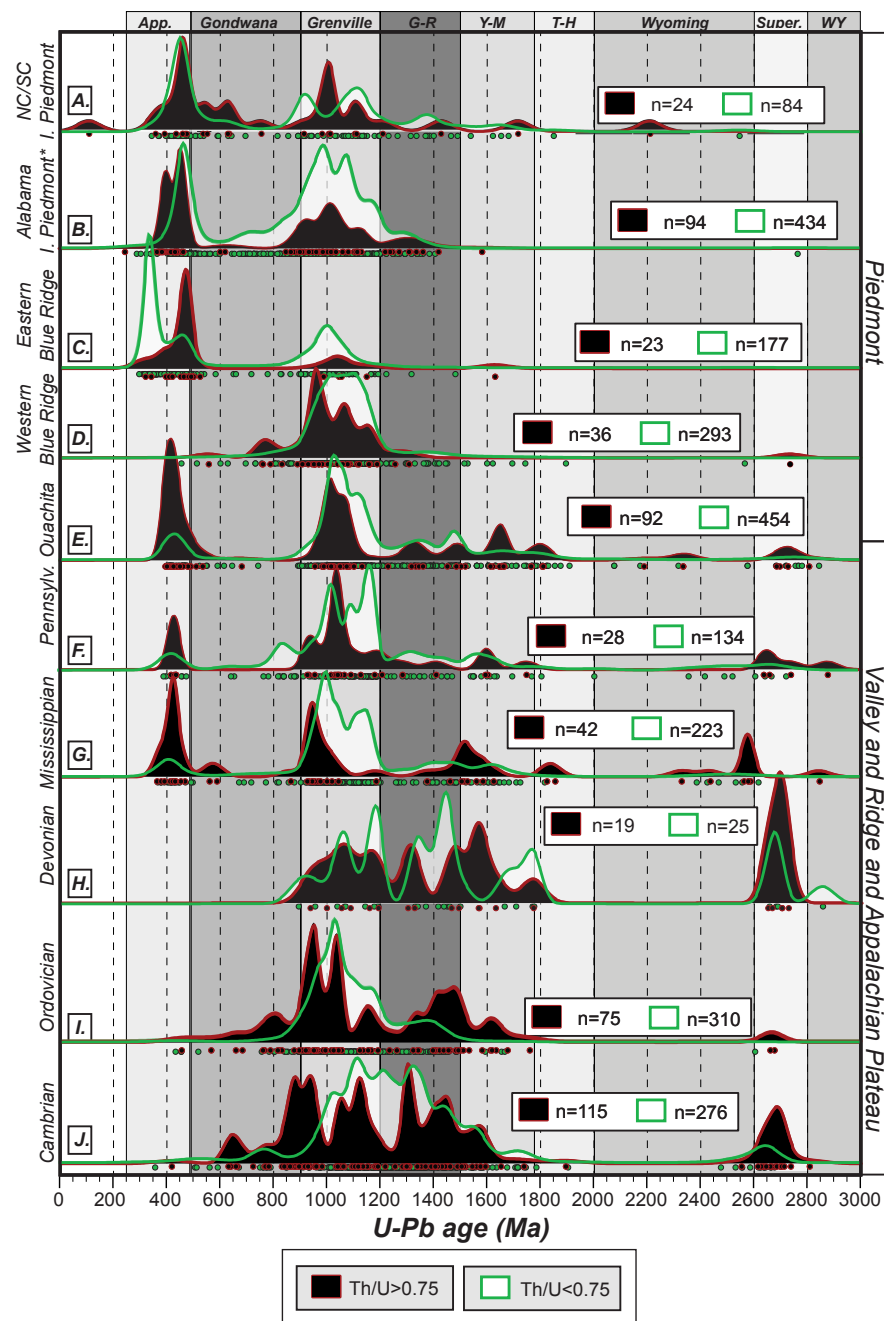 App. Gondwana Grenville G-R Y-M T-H Wyoming Super. WY
NC/SC
I. Piedmont
A.
n=24 n=84
Alabama
I. Piedmont*
B.
n=94 n=434
Eastern
Blue Ridge
C.
n=23 n=177
Piedmont
Western
Blue Ridge
D.
n=36 n=293
Ouachita
E.
n=92 n=454
Pennsylv.
F.
n=28 n=134
Mississippian
G.
n=42 n=223
Devonian
H.
n=19 n=25
Ordovician
I.
n=75 n=310
Cambrian
J.
n=115 n=276
Valley and Ridge and Appalachian Plateau
0 200 400 600 800 1000 1200 1400 1600 1800 2000 2200 2400 2600 2800 3000
U-Pb age (Ma)
Th/U>0.75 Th/U<0.75